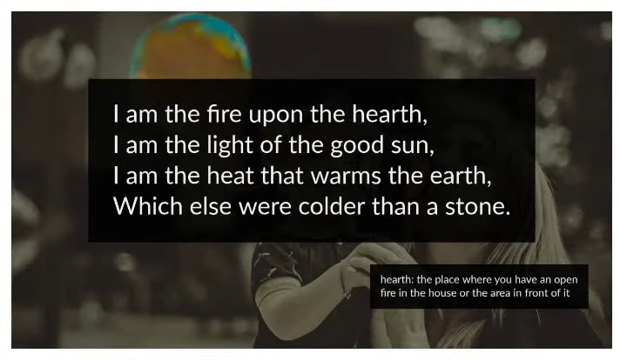 I am the fire upon the hearth,
I am the light of the good sun,
I am the heat that warms the earth,
Which else were colder than a stone.
hearth: the place where you have an open
fire in the house or the area in front of it